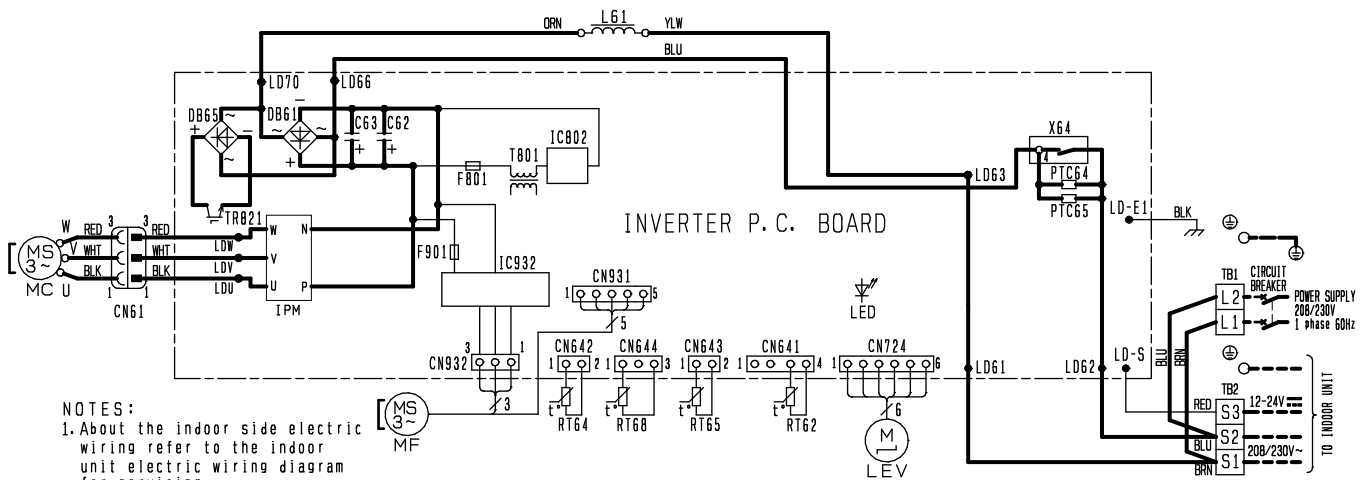 ORN L61 YLW
BLU
LD70 LD66
DB65 ~ − DB61 − C63 C62
+ ~ ~ ~ + + +
IC802
T801
F801
X64
4
PTC64
PTC65
LD63
LD-E1 BLK
INVERTER P.C. BOARD
TR821
W RED 3 3 RED LDW W N
MS 3~ V WHT WHT LDV V
MC U BLK 1 1 BLK LDU U P
CN61
IPM
F901
IC932
CN931
1 5
5
LED
TB1
CIRCUIT BREAKER
L2
L1
POWER SUPPLY
208/230V
1 phase 60Hz
BLU
BRN
CN932 3 1
3
CN642
1 2
t°
RT64
CN644
1 3
t°
RT68
CN643
1 2
t°
RT65
CN641
1 4
t°
RT62
CN724
1 6
6
M
LEV
LD61
LD62
LD-S
TB2
RED
S3
12-24V
S2
BLU
208/230V~
S1
BRN
TO INDOOR UNIT
MS 3~
MF
NOTES:
1. About the indoor side electric
wiring refer to the indoor
unit electric wiring diagram